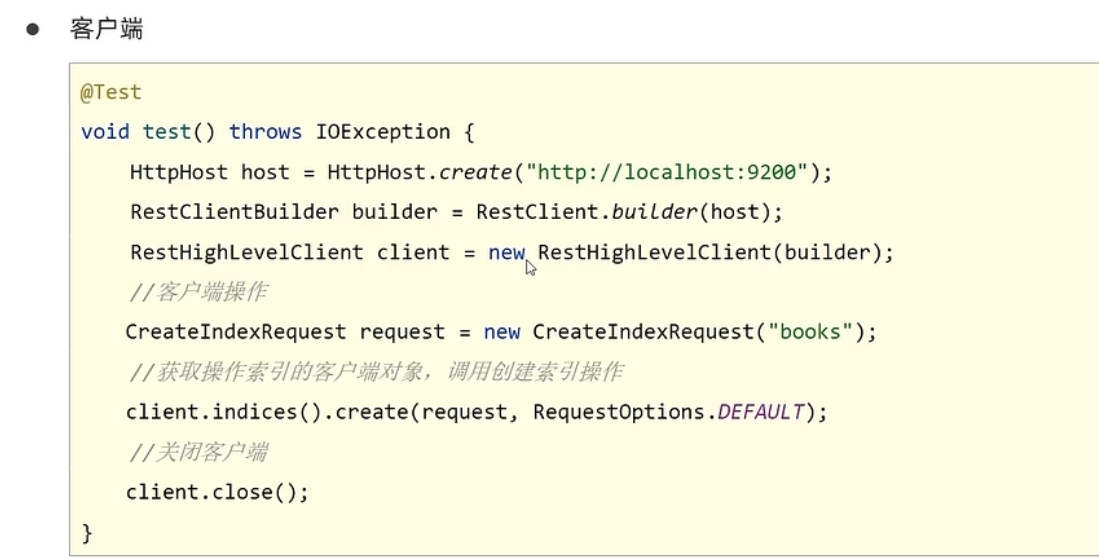 客户端
@Test
void test() throws IOException {
HttpHost host = HttpHost.create("http://localhost:9200");
RestClientBuilder builder = RestClient.builder(host);
RestHighLevelClient client = new RestHighLevelClient(builder);
//客户端操作
CreateIndexRequest request = new CreateIndexRequest("books");
//获取操作索引的客户端对象，调用创建索引操作
client.indices().create(request, RequestOptions.DEFAULT);
//关闭客户端
client.close();
}